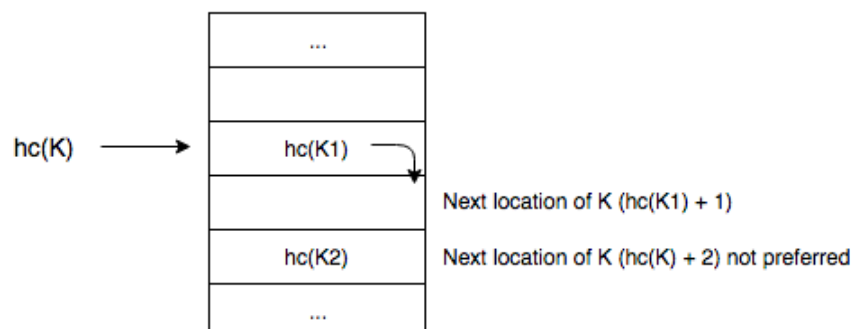 ...
hc(K)
hc(K1)
Next location of K (hc(K1) + 1)
hc(K2)
Next location of K (hc(K) + 2) not preferred
...